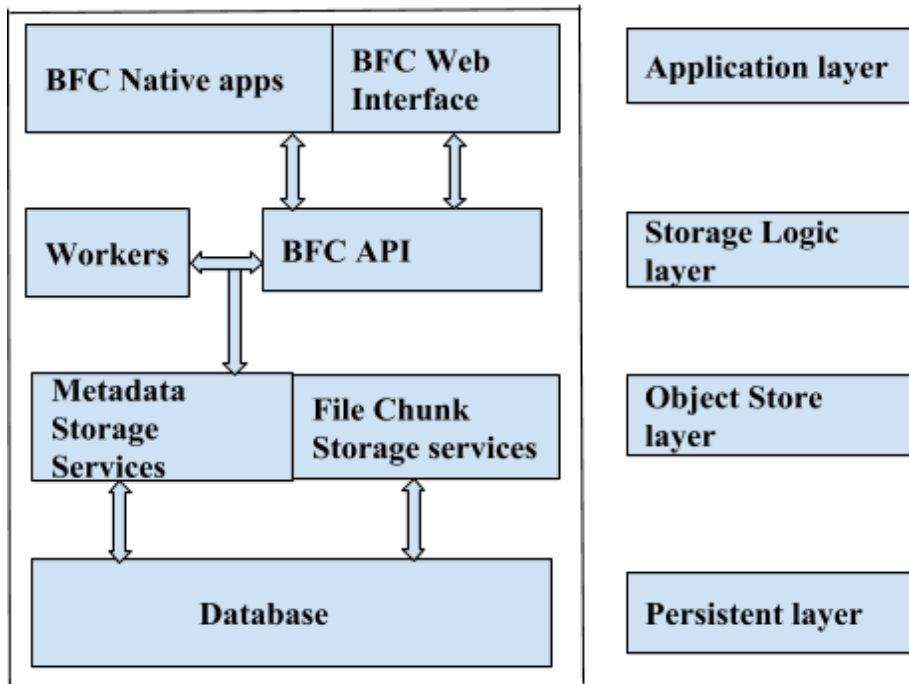 BFC Native apps
BFC Web
Interface
Application layer
Workers
BFC API
Storage Logic
layer
Metadata
Storage
Services
File Chunk
Storage services
Object Store
layer
Database
Persistent layer